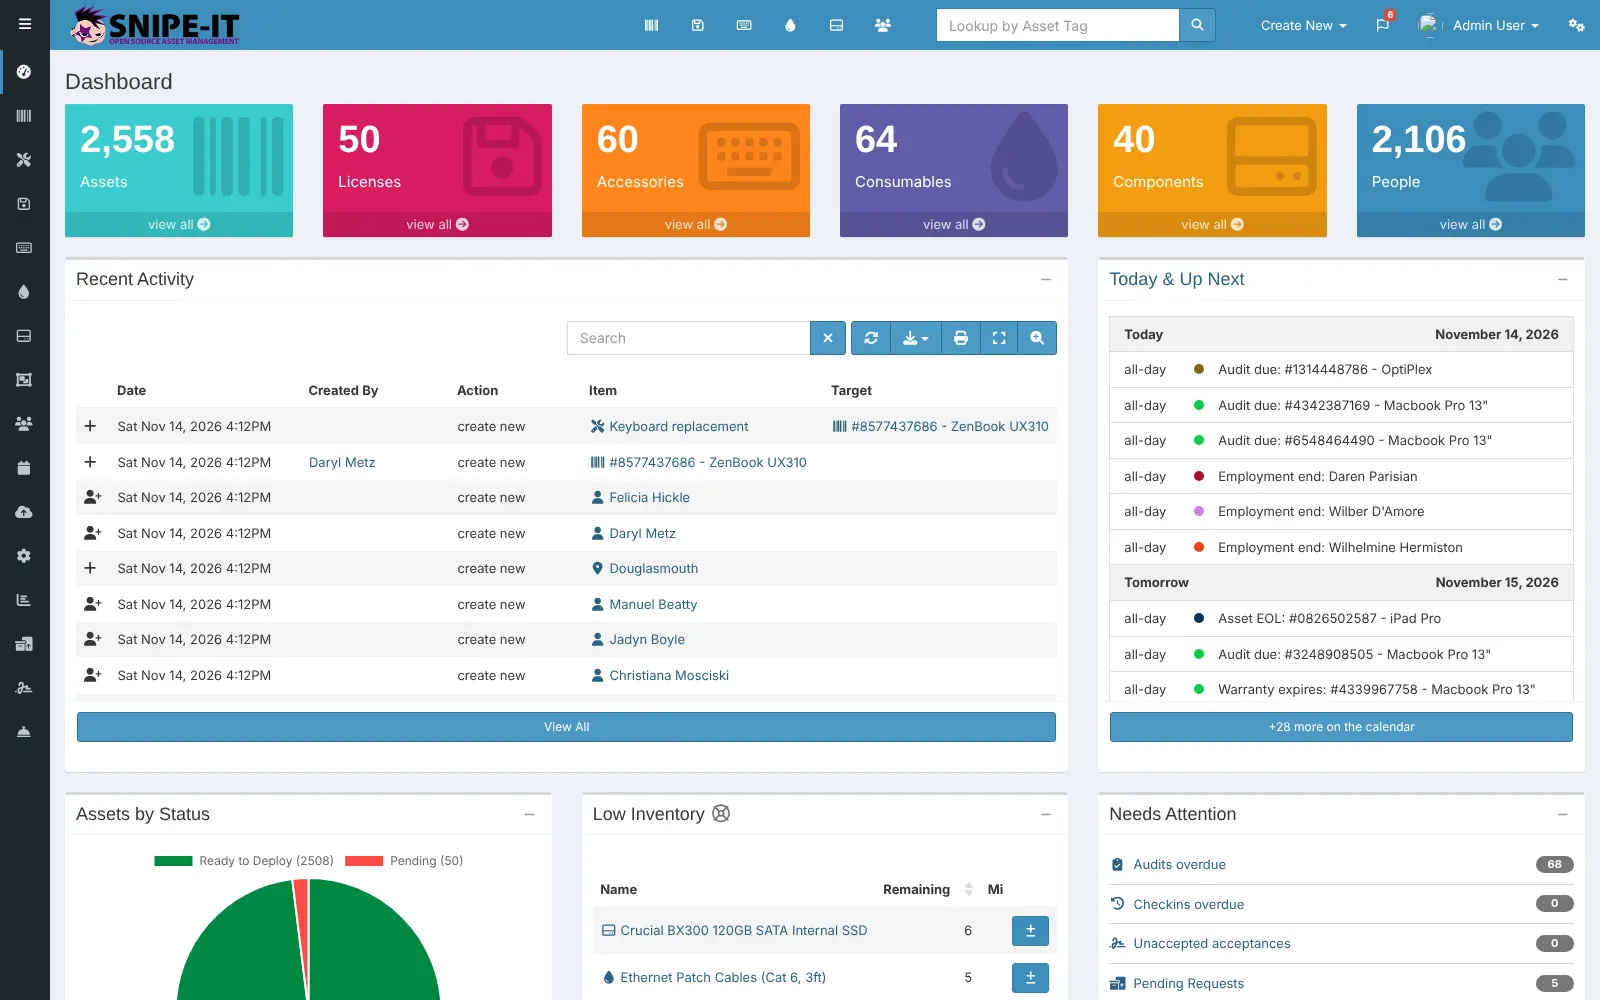 SNIPE-IT
OPEN SOURCE ASSET MANAGEMENT
Lookup by Asset Tag
Create New
6
Admin User
Dashboard
2,558
Assets
view all
50
Licenses
view all
60
Accessories
view all
64
Consumables
view all
40
Components
view all
2,106
People
view all
Recent Activity
Search
Date Created By Action Item Target
Sat Nov 14, 2026 4:12PM create new Keyboard replacement #8577437686 - ZenBook UX310
Sat Nov 14, 2026 4:12PM Daryl Metz create new #8577437686 - ZenBook UX310
Sat Nov 14, 2026 4:12PM create new Felicia Hickle
Sat Nov 14, 2026 4:12PM create new Daryl Metz
Sat Nov 14, 2026 4:12PM create new Douglasmouth
Sat Nov 14, 2026 4:12PM create new Manuel Beatty
Sat Nov 14, 2026 4:12PM create new Jadyn Boyle
Sat Nov 14, 2026 4:12PM create new Christiana Mosciski
View All
Today & Up Next
Today November 14, 2026
all-day Audit due: #1314448786 - OptiPlex
all-day Audit due: #4342387169 - Macbook Pro 13"
all-day Audit due: #6548464490 - Macbook Pro 13"
all-day Employment end: Daren Parisian
all-day Employment end: Wilber D'Amore
all-day Employment end: Wilhelmine Hermiston
Tomorrow November 15, 2026
all-day Asset EOL: #0826502587 - iPad Pro
all-day Audit due: #3248908505 - Macbook Pro 13"
all-day Warranty expires: #4339967758 - Macbook Pro 13"
+28 more on the calendar
Assets by Status
Ready to Deploy (2508) Pending (50)
Low Inventory
Name Remaining Mi
Crucial BX300 120GB SATA Internal SSD 6
Ethernet Patch Cables (Cat 6, 3ft) 5
Needs Attention
Audits overdue 68
Checkins overdue 0
Unaccepted acceptances 0
Pending Requests 5